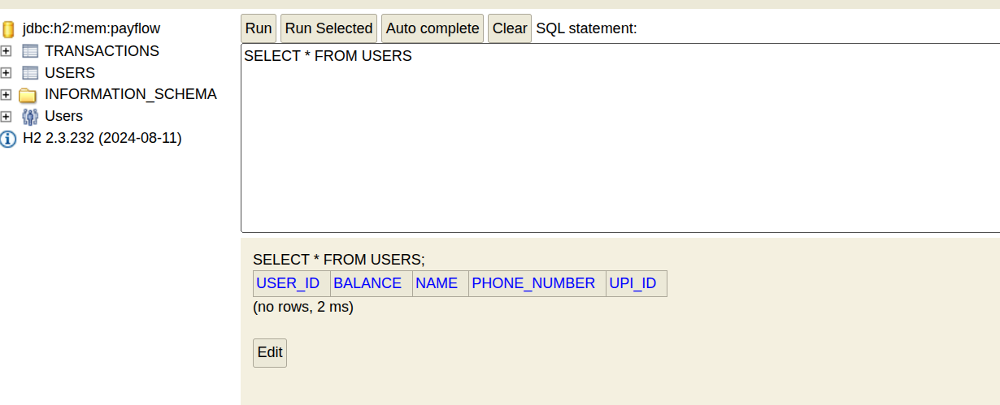 jdbc:h2:mem:payflow
TRANSACTIONS
USERS
INFORMATION_SCHEMA
Users
H2 2.3.232 (2024-08-11)
Run Run Selected Auto complete Clear SQL statement:
SELECT * FROM USERS
SELECT * FROM USERS;
USER_ID BALANCE NAME PHONE_NUMBER UPI_ID
(no rows, 2 ms)
Edit